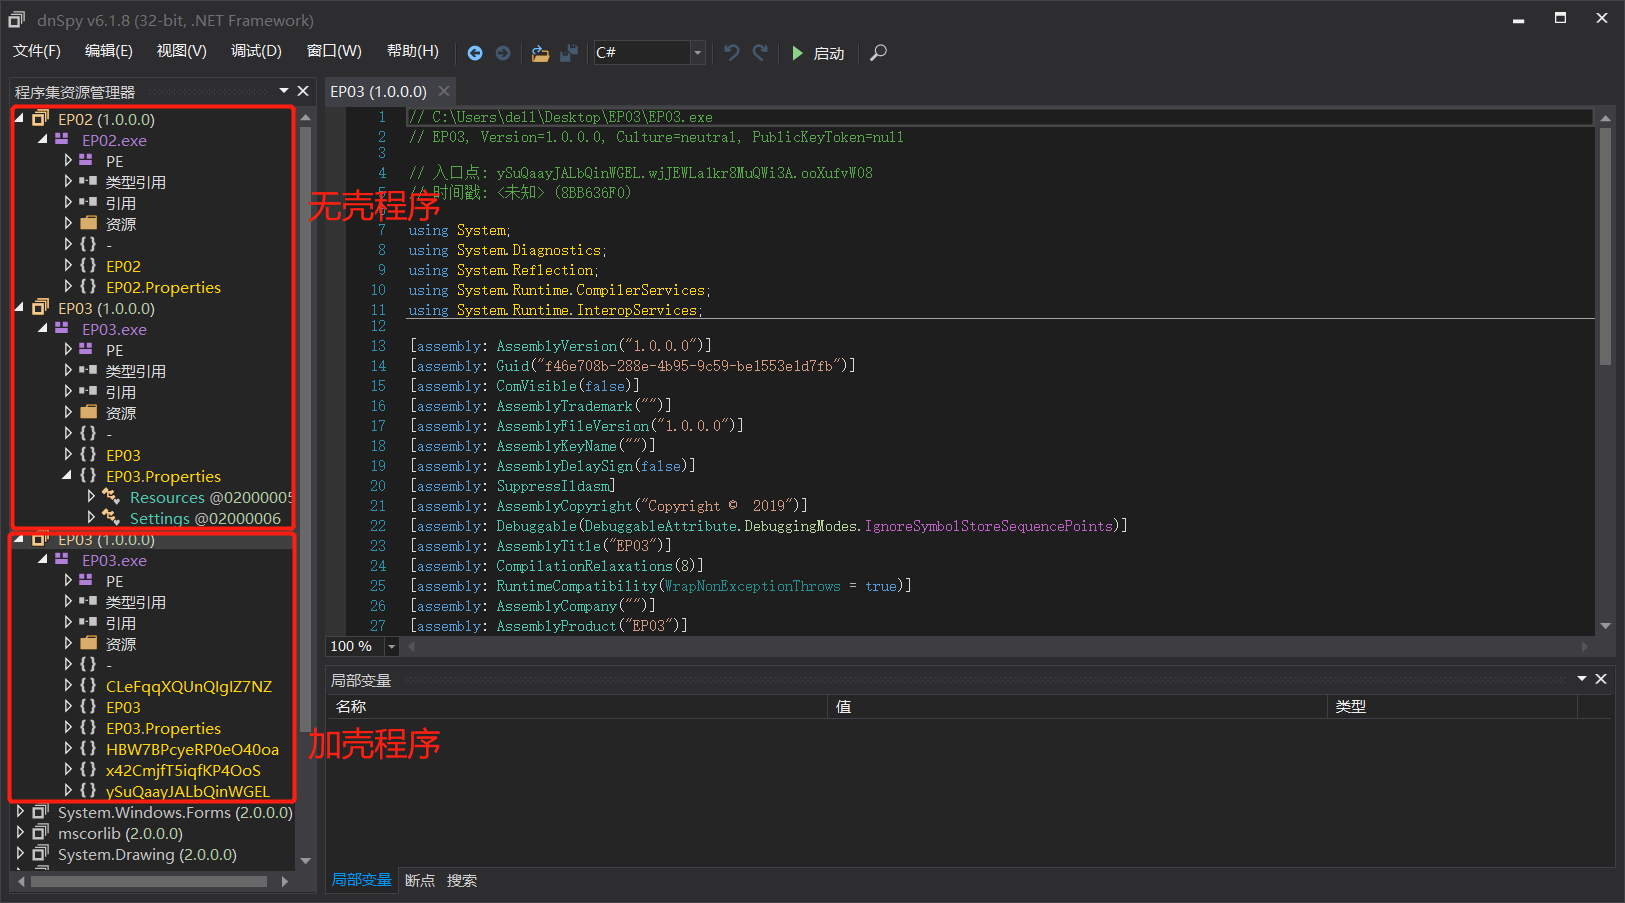 dnSpy v6.1.8 (32-bit, .NET Framework)
文件(F) 编辑(E) 视图(V) 调试(D) 窗口(W) 帮助(H) C# 启动
程序集资源管理器
EP02 (1.0.0.0)
EP02.exe
PE
类型引用
引用
资源
{ } -
{ } EP02
{ } EP02.Properties
EP03 (1.0.0.0)
EP03.exe
PE
类型引用
引用
资源
{ } -
{ } EP03
{ } EP03.Properties
Resources @02000005
Settings @02000006
无壳程序
EP03 (1.0.0.0)
EP03.exe
PE
类型引用
引用
资源
{ } -
{ } CLeFqqXQUnQIgIZ7NZ
{ } EP03
{ } EP03.Properties
{ } HBW7BPcyeRP0eO40oa
{ } x42CmjfT5iqfKP4OoS
{ } ySuQaayJALbQinWGEL
加壳程序
System.Windows.Forms (2.0.0.0)
mscorlib (2.0.0.0)
System.Drawing (2.0.0.0)
EP03 (1.0.0.0)
1 // C:\Users\dell\Desktop\EP03\EP03.exe
2 // EP03, Version=1.0.0.0, Culture=neutral, PublicKeyToken=null
3
4 // 入口点: ySuQaayJALbQinWGEL.wjJEWLa1kr8MuQWi3A.ooXufvW08
5 // 时间戳: <未知> (8BB636F0)
7 using System;
8 using System.Diagnostics;
9 using System.Reflection;
10 using System.Runtime.CompilerServices;
11 using System.Runtime.InteropServices;
12
13 [assembly: AssemblyVersion("1.0.0.0")]
14 [assembly: Guid("f46e708b-288e-4b95-9c59-be1553e1d7fb")]
15 [assembly: ComVisible(false)]
16 [assembly: AssemblyTrademark("")]
17 [assembly: AssemblyFileVersion("1.0.0.0")]
18 [assembly: AssemblyKeyName("")]
19 [assembly: AssemblyDelaySign(false)]
20 [assembly: SuppressIldasm]
21 [assembly: AssemblyCopyright("Copyright ©  2019")]
22 [assembly: Debuggable(DebuggableAttribute.DebuggingModes.IgnoreSymbolStoreSequencePoints)]
23 [assembly: AssemblyTitle("EP03")]
24 [assembly: CompilationRelaxations(8)]
25 [assembly: RuntimeCompatibility(WrapNonExceptionThrows = true)]
26 [assembly: AssemblyCompany("")]
27 [assembly: AssemblyProduct("EP03")]
100 %
局部变量
名称 值 类型
局部变量 断点 搜索